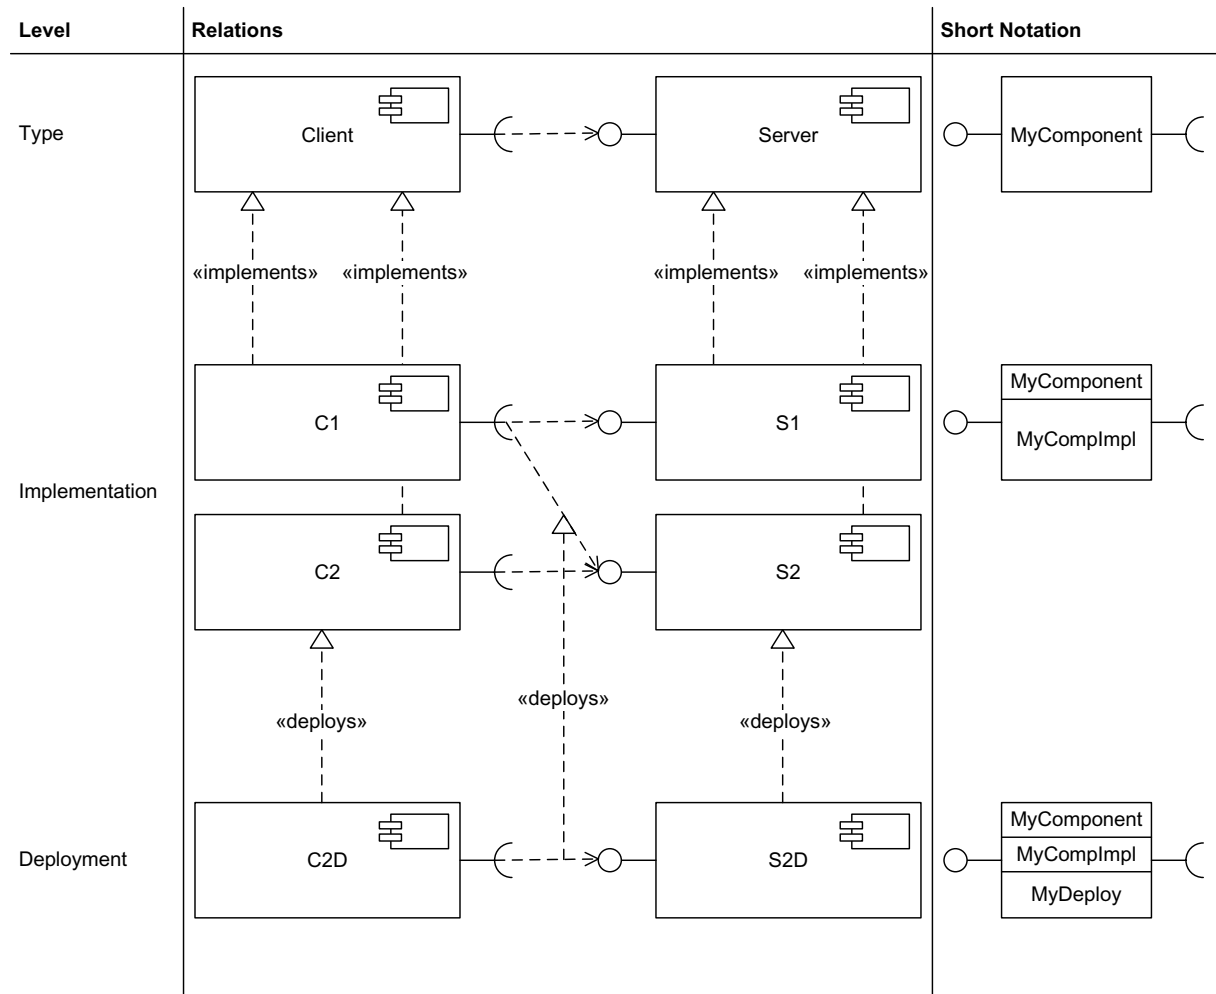 Level
Relations
Short Notation
Type
Client
Server
MyComponent
«implements»
«implements»
«implements»
«implements»
Implementation
C1
S1
MyComponent
MyCompImpl
C2
S2
«deploys»
«deploys»
«deploys»
Deployment
C2D
S2D
MyComponent
MyCompImpl
MyDeploy